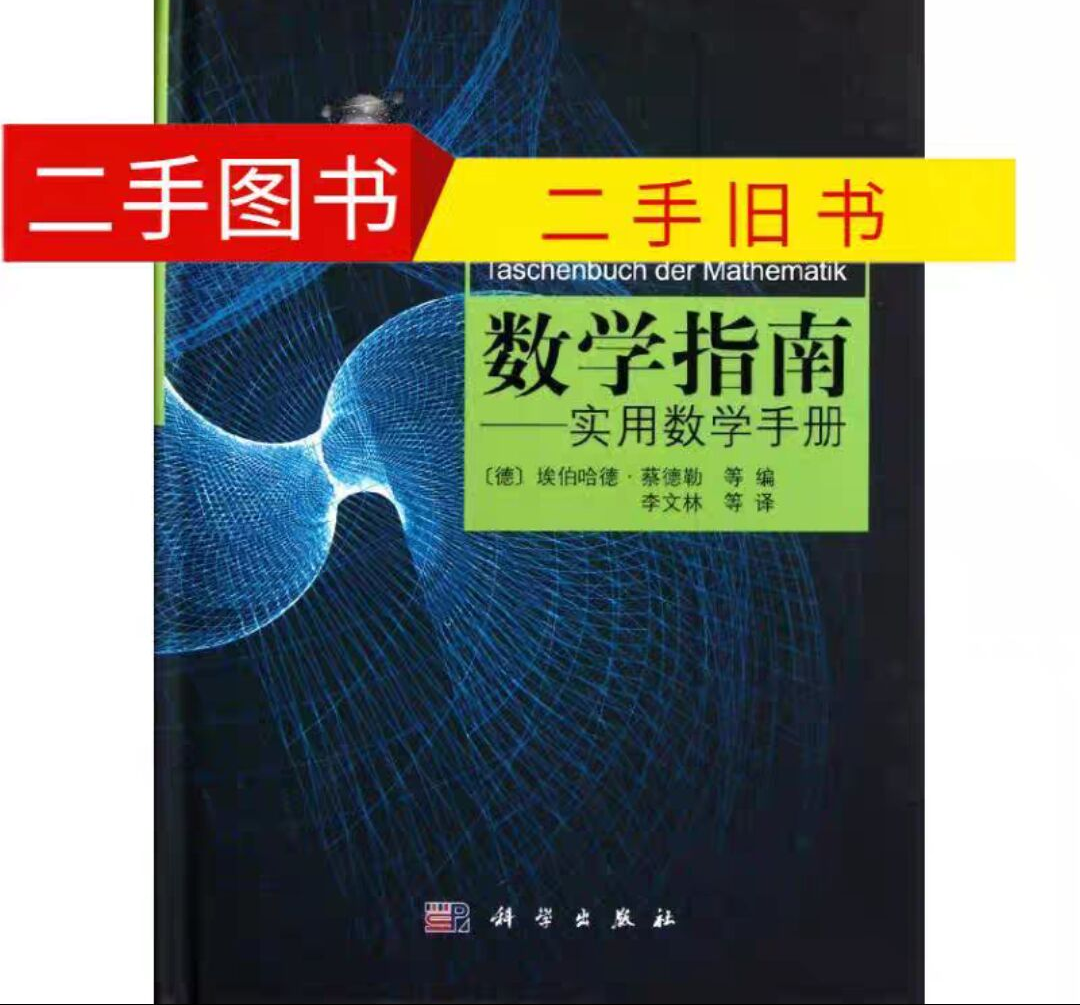 二手图书
二手旧书
Taschenbuch der Mathematik
数学指南
——实用数学手册
〔德〕埃伯哈德·蔡德勒 等 编
李文林 等 译
科学出版社